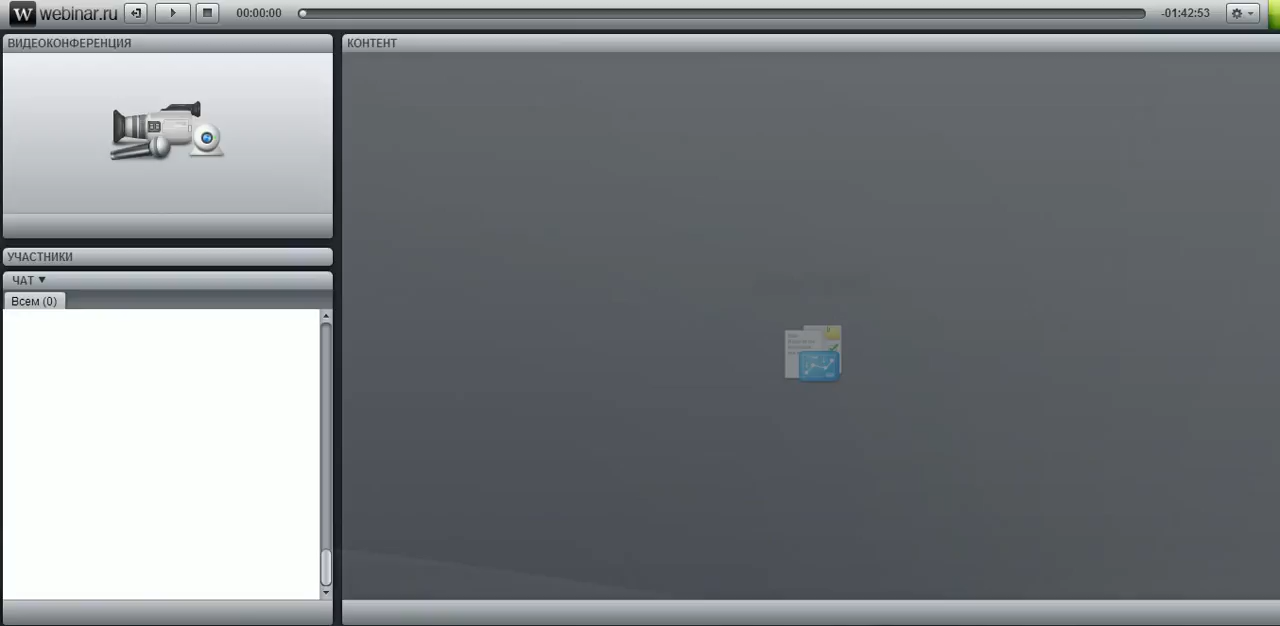 W webinar.ru 00:00:00 -01:42:53
ВИДЕОКОНФЕРЕНЦИЯ
КОНТЕНТ
УЧАСТНИКИ
ЧАТ
Всем (0)